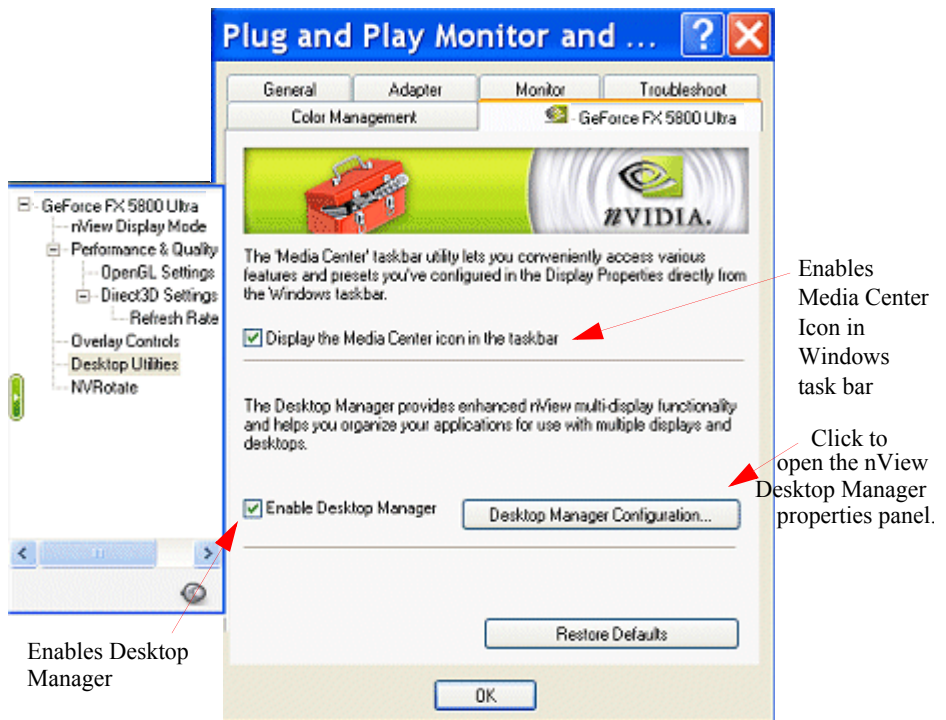 Plug and Play Monitor and ...
General Adapter Monitor Troubleshoot
Color Management GeForce FX 5800 Ultra
nVIDIA.
GeForce FX 5800 Ultra
nView Display Mode
Performance & Quality
OpenGL Settings
Direct3D Settings
Refresh Rate
Overlay Controls
Desktop Utilities
NVRotate
The 'Media Center' taskbar utility lets you conveniently access various
features and presets you've configured in the Display Properties directly from
the Windows taskbar.
Display the Media Center icon in the taskbar
Enables
Media Center
Icon in
Windows
task bar
The Desktop Manager provides enhanced nView multi-display functionality
and helps you organize your applications for use with multiple displays and
desktops.
Click to
open the nView
Desktop Manager
properties panel.
Enable Desktop Manager
Desktop Manager Configuration...
Enables Desktop
Manager
Restore Defaults
OK